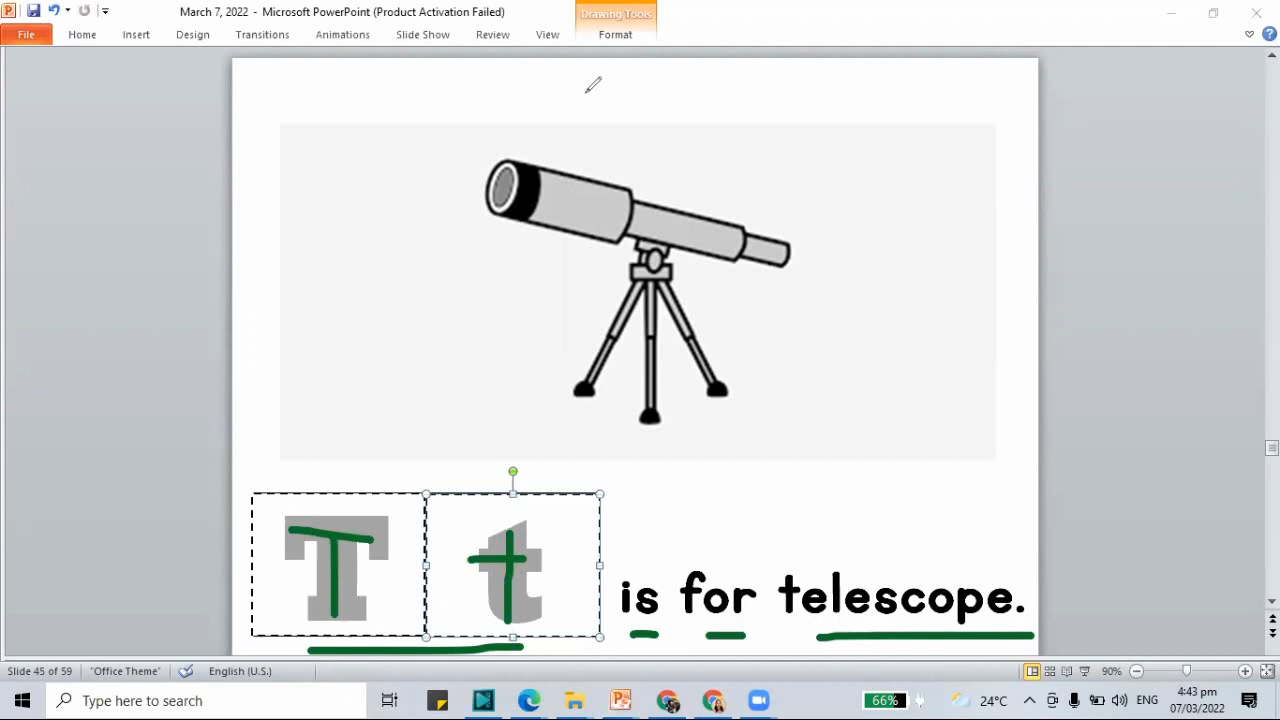 March 7, 2022 - Microsoft PowerPoint (Product Activation Failed)
Drawing Tools
File Home Insert Design Transitions Animations Slide Show Review View Format
T t is for telescope.
Slide 45 of 59 "Office Theme" English (U.S.) 90%
Type here to search 66% 24°C ENG 4:43 pm
07/03/2022